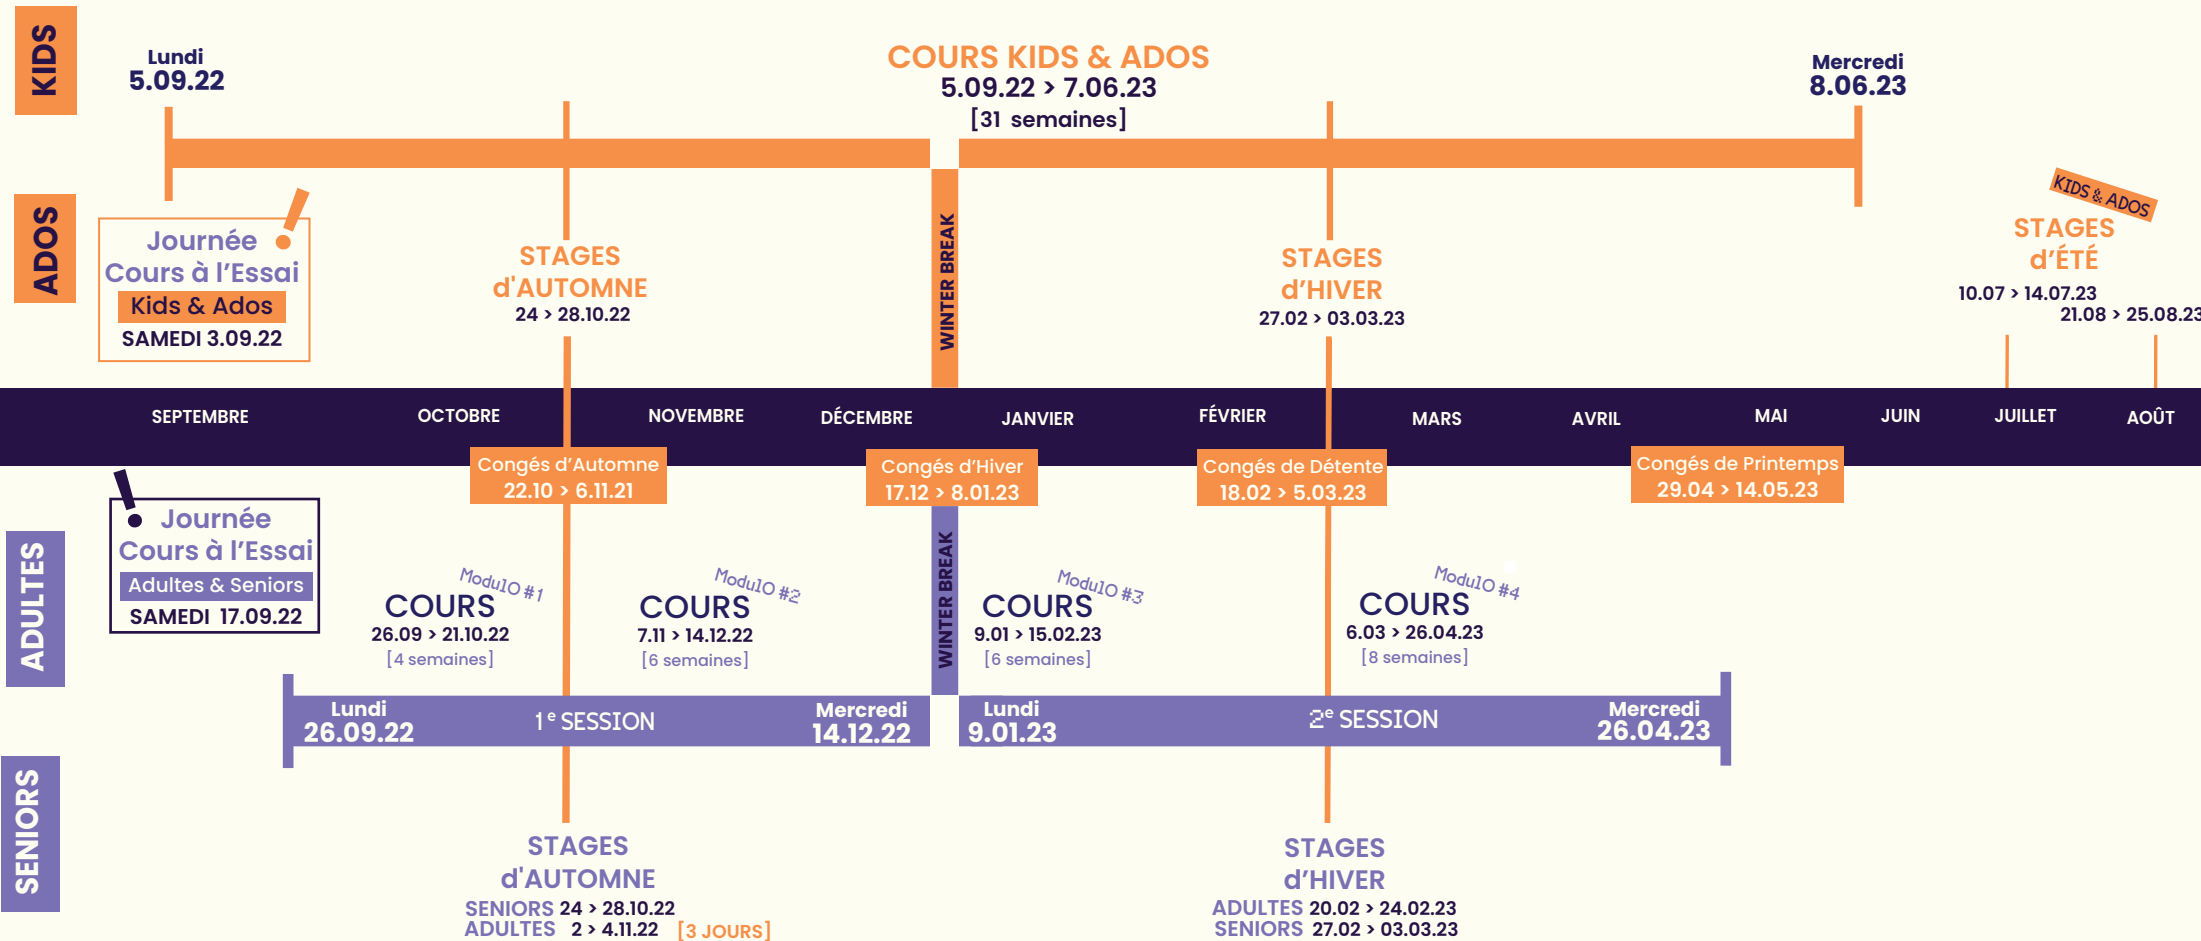 KIDS
Lundi
5.09.22
COURS KIDS & ADOS
5.09.22 > 7.06.23
[31 semaines]
Mercredi
8.06.23
ADOS
Journée
Cours à l'Essai
Kids & Ados
SAMEDI 3.09.22
STAGES
d'AUTOMNE
24 > 28.10.22
WINTER BREAK
STAGES
d'HIVER
27.02 > 03.03.23
KIDS & ADOS
STAGES
d'ÉTÉ
10.07 > 14.07.23
21.08 > 25.08.23
SEPTEMBRE OCTOBRE NOVEMBRE DÉCEMBRE JANVIER FÉVRIER MARS AVRIL MAI JUIN JUILLET AOÛT
Congés d'Automne
22.10 > 6.11.21
Congés d'Hiver
17.12 > 8.01.23
Congés de Détente
18.02 > 5.03.23
Congés de Printemps
29.04 > 14.05.23
ADULTES
Journée
Cours à l'Essai
Adultes & Seniors
SAMEDI 17.09.22
ModulO #1
COURS
26.09 > 21.10.22
[4 semaines]
ModulO #2
COURS
7.11 > 14.12.22
[6 semaines]
WINTER BREAK
ModulO #3
COURS
9.01 > 15.02.23
[6 semaines]
ModulO #4
COURS
6.03 > 26.04.23
[8 semaines]
Lundi
26.09.22
1e SESSION
Mercredi
14.12.22
Lundi
9.01.23
2e SESSION
Mercredi
26.04.23
SENIORS
STAGES
d'AUTOMNE
SENIORS 24 > 28.10.22
ADULTES 2 > 4.11.22 [3 JOURS]
STAGES
d'HIVER
ADULTES 20.02 > 24.02.23
SENIORS 27.02 > 03.03.23